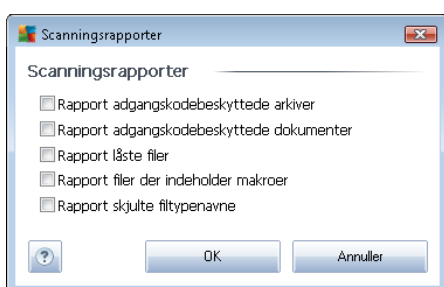 Scanningsrapporter
Scanningsrapporter
Rapport adgangskodebeskyttede arkiver
Rapport adgangskodebeskyttede dokumenter
Rapport låste filer
Rapport filer der indeholder makroer
Rapport skjulte filtypenavne
? OK Annuller